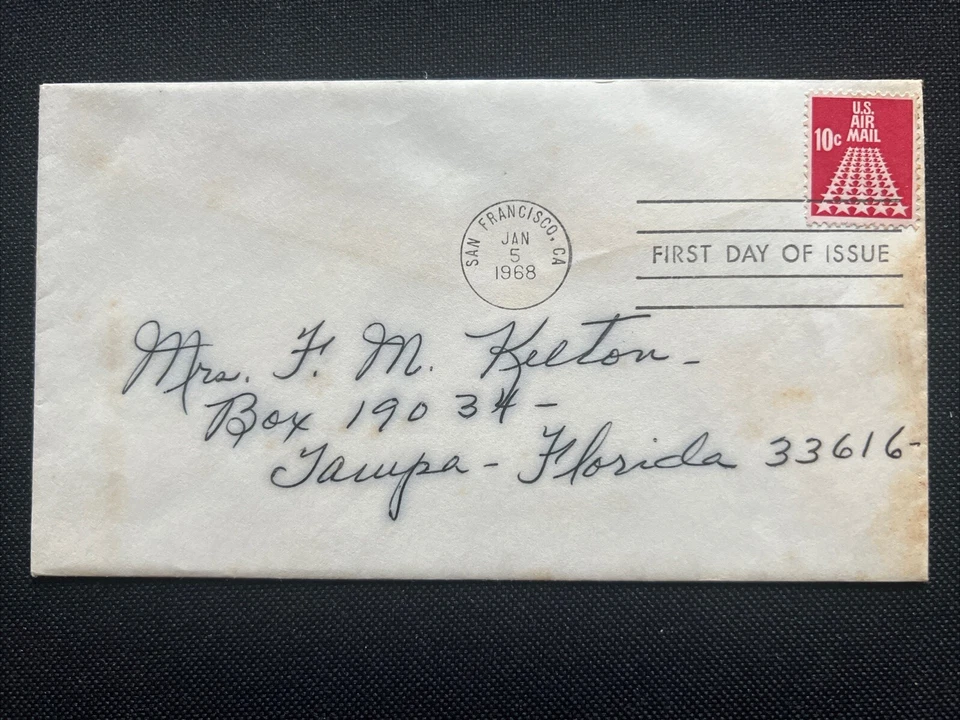 U.S.
AIR
10c MAIL
SAN FRANCISCO, CA
JAN
5
1968
FIRST DAY OF ISSUE
Mrs. F. M. Kelton -
Box 19034 -
Tampa - Florida 33616-